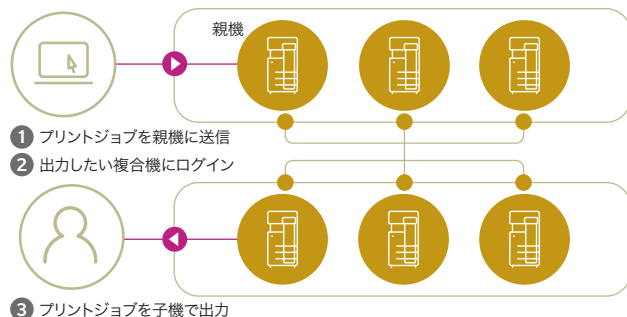 親機
1 プリントジョブを親機に送信
2 出力したい複合機にログイン
3 プリントジョブを子機で出力